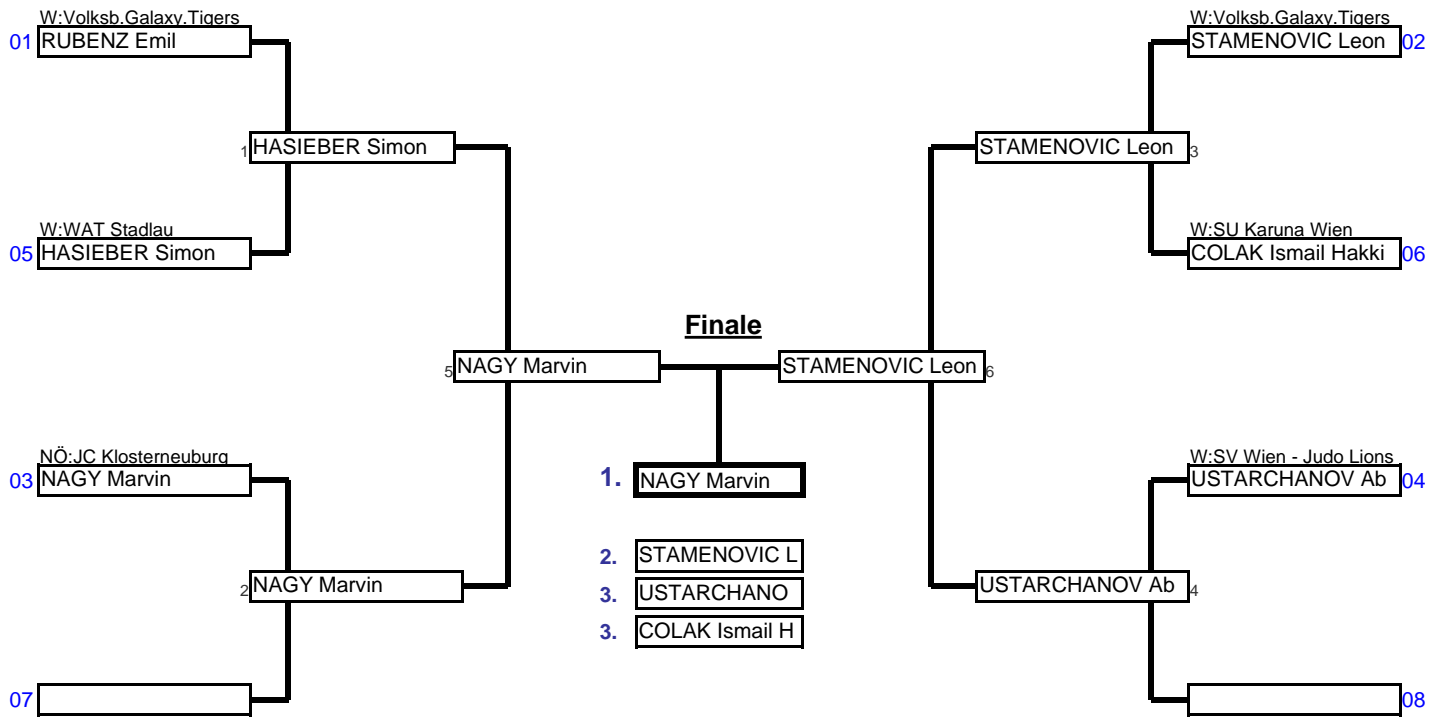 W:Volksb.Galaxy.Tigers
01 RUBENZ Emil
1 HASIEBER Simon
W:WAT Stadlau
05 HASIEBER Simon
5 NAGY Marvin
NÖ:JC Klosterneuburg
03 NAGY Marvin
2 NAGY Marvin
07
Finale
1. NAGY Marvin
2. STAMENOVIC L
3. USTARCHANO
3. COLAK Ismail H
W:Volksb.Galaxy.Tigers
STAMENOVIC Leon 02
STAMENOVIC Leon 3
W:SU Karuna Wien
COLAK Ismail Hakki 06
STAMENOVIC Leon 6
W:SV Wien - Judo Lions
USTARCHANOV Ab 04
USTARCHANOV Ab 4
08